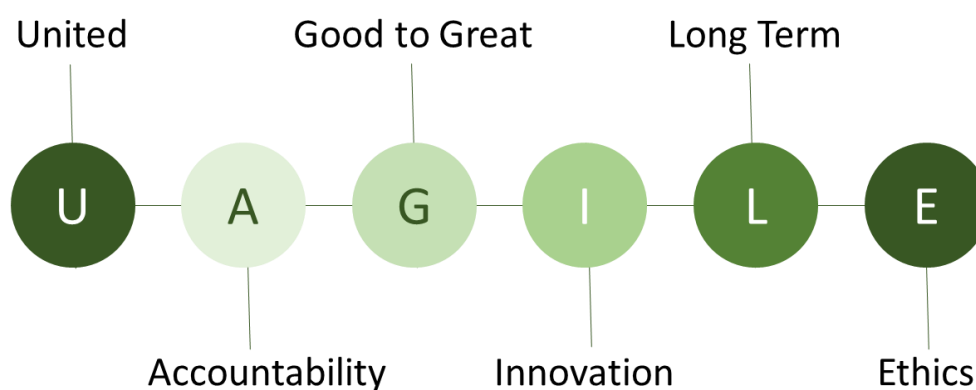 United
Good to Great
Long Term
U A G I L E
Accountability
Innovation
Ethics